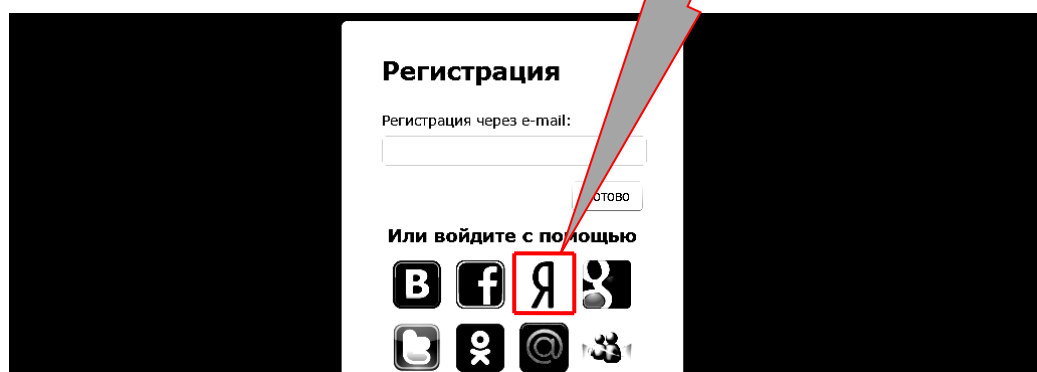 Регистрация
Регистрация через e-mail:
отово
Или войдите с помощью
В f Я g
@